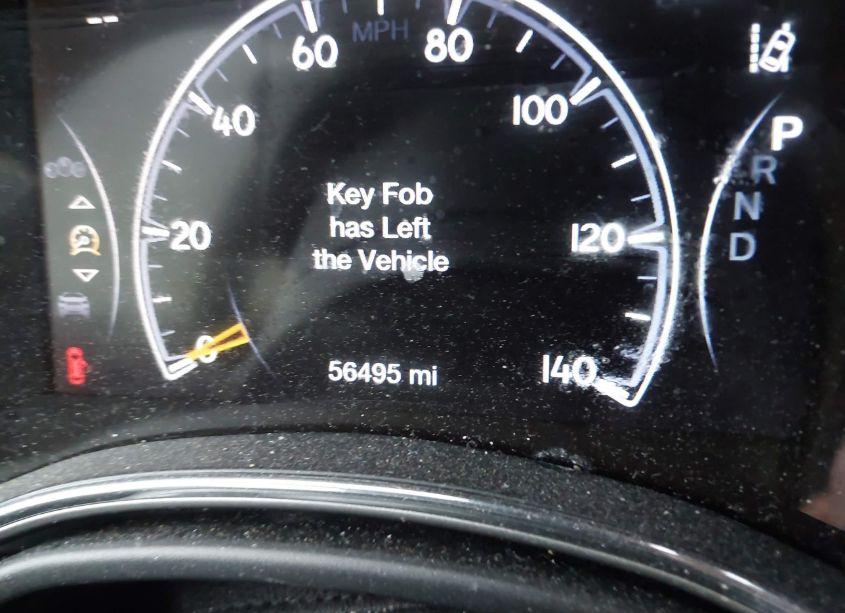 MPH
60
80
40
100
P
R
N
D
Key Fob
has Left
the Vehicle
20
120
0
56495 mi
140